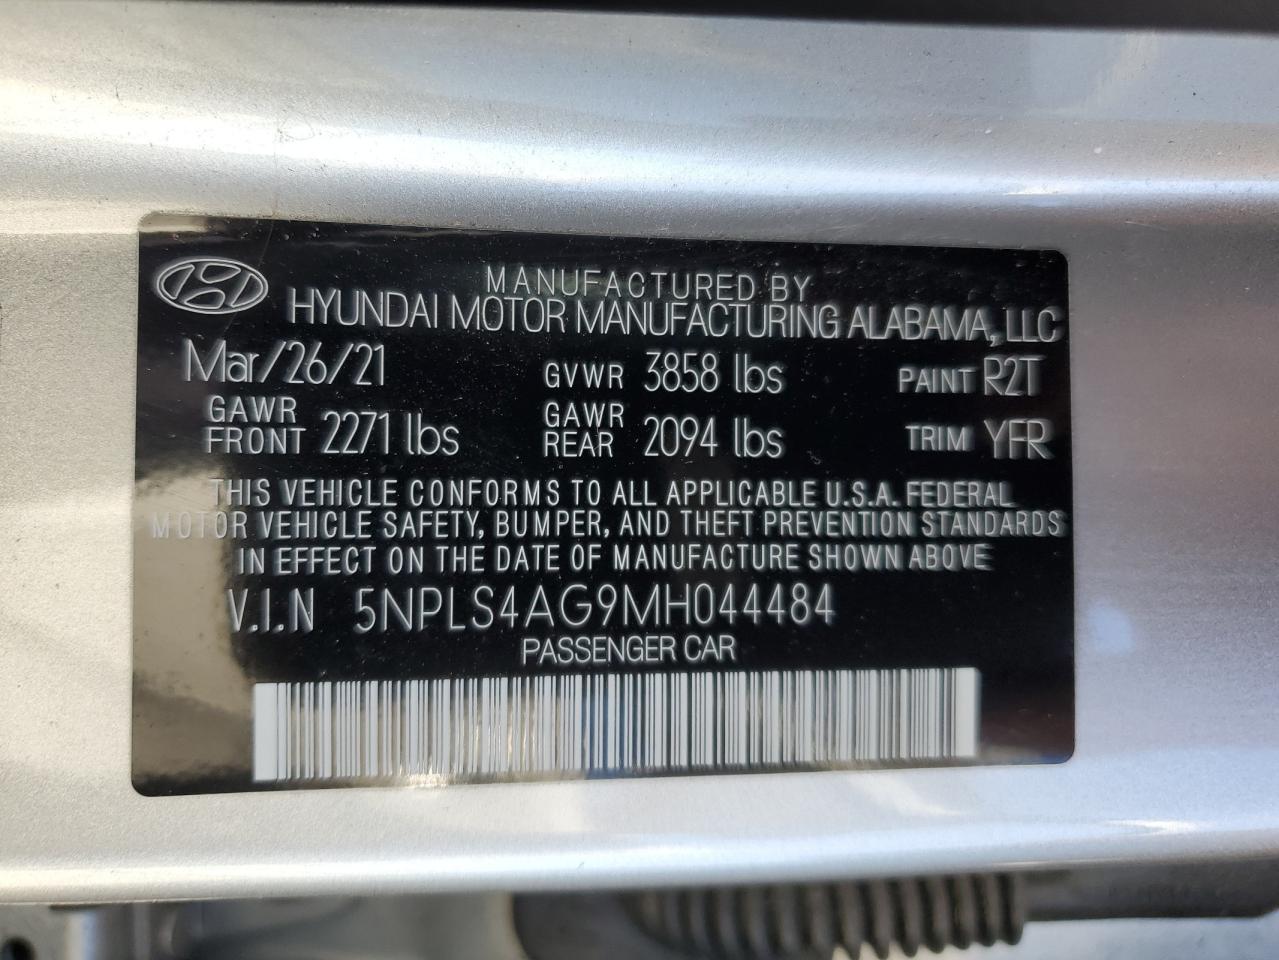 MANUFACTURED BY
HYUNDAI MOTOR MANUFACTURING ALABAMA, LLC
Mar/26/21 GVWR 3858 lbs PAINT R2T
GAWR FRONT 2271 lbs GAWR REAR 2094 lbs TRIM YFR
THIS VEHICLE CONFORMS TO ALL APPLICABLE U.S.A. FEDERAL
MOTOR VEHICLE SAFETY, BUMPER, AND THEFT PREVENTION STANDARDS
IN EFFECT ON THE DATE OF MANUFACTURE SHOWN ABOVE
V.I.N 5NPLS4AG9MH044484
PASSENGER CAR